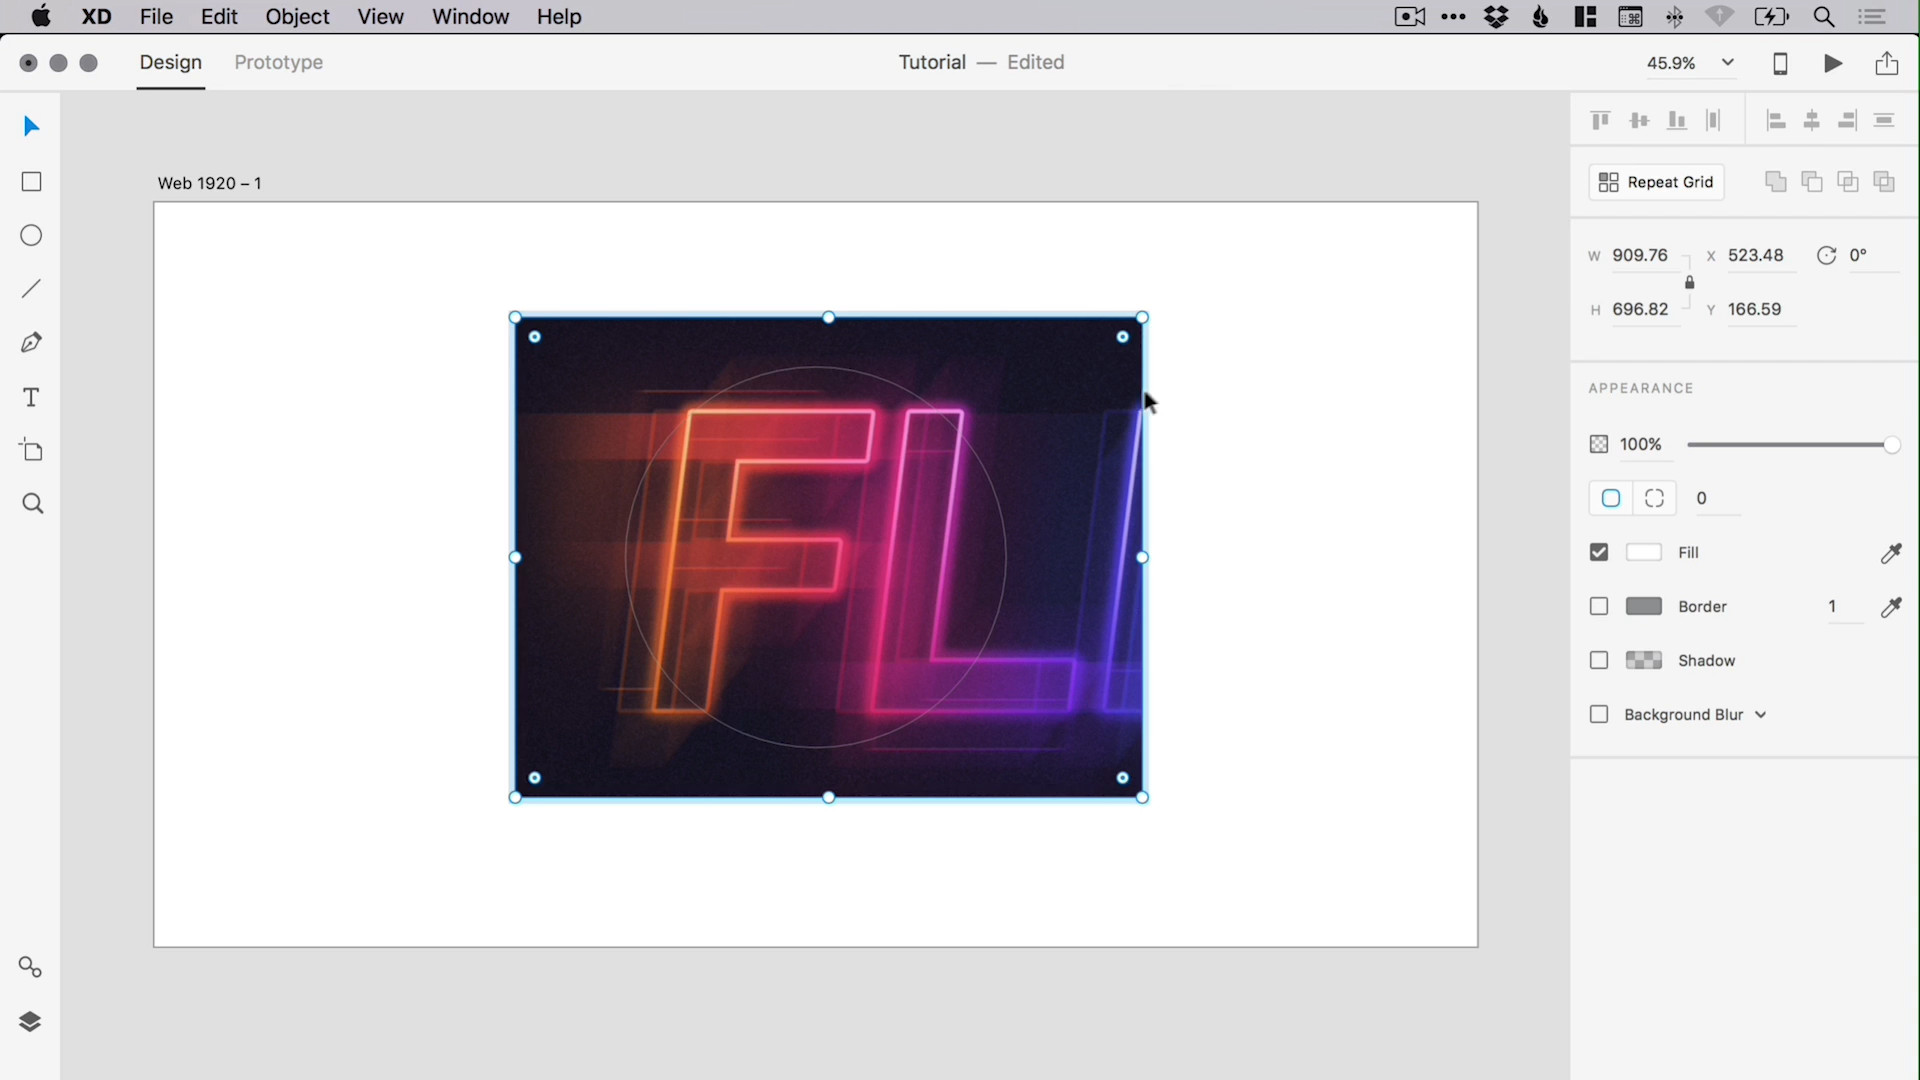 XD File Edit Object View Window Help
Design Prototype Tutorial — Edited 45.9%
Web 1920 – 1
Repeat Grid
W 909.76 X 523.48 0°
H 696.82 Y 166.59
APPEARANCE
100%
0
Fill
Border 1
Shadow
Background Blur
FL